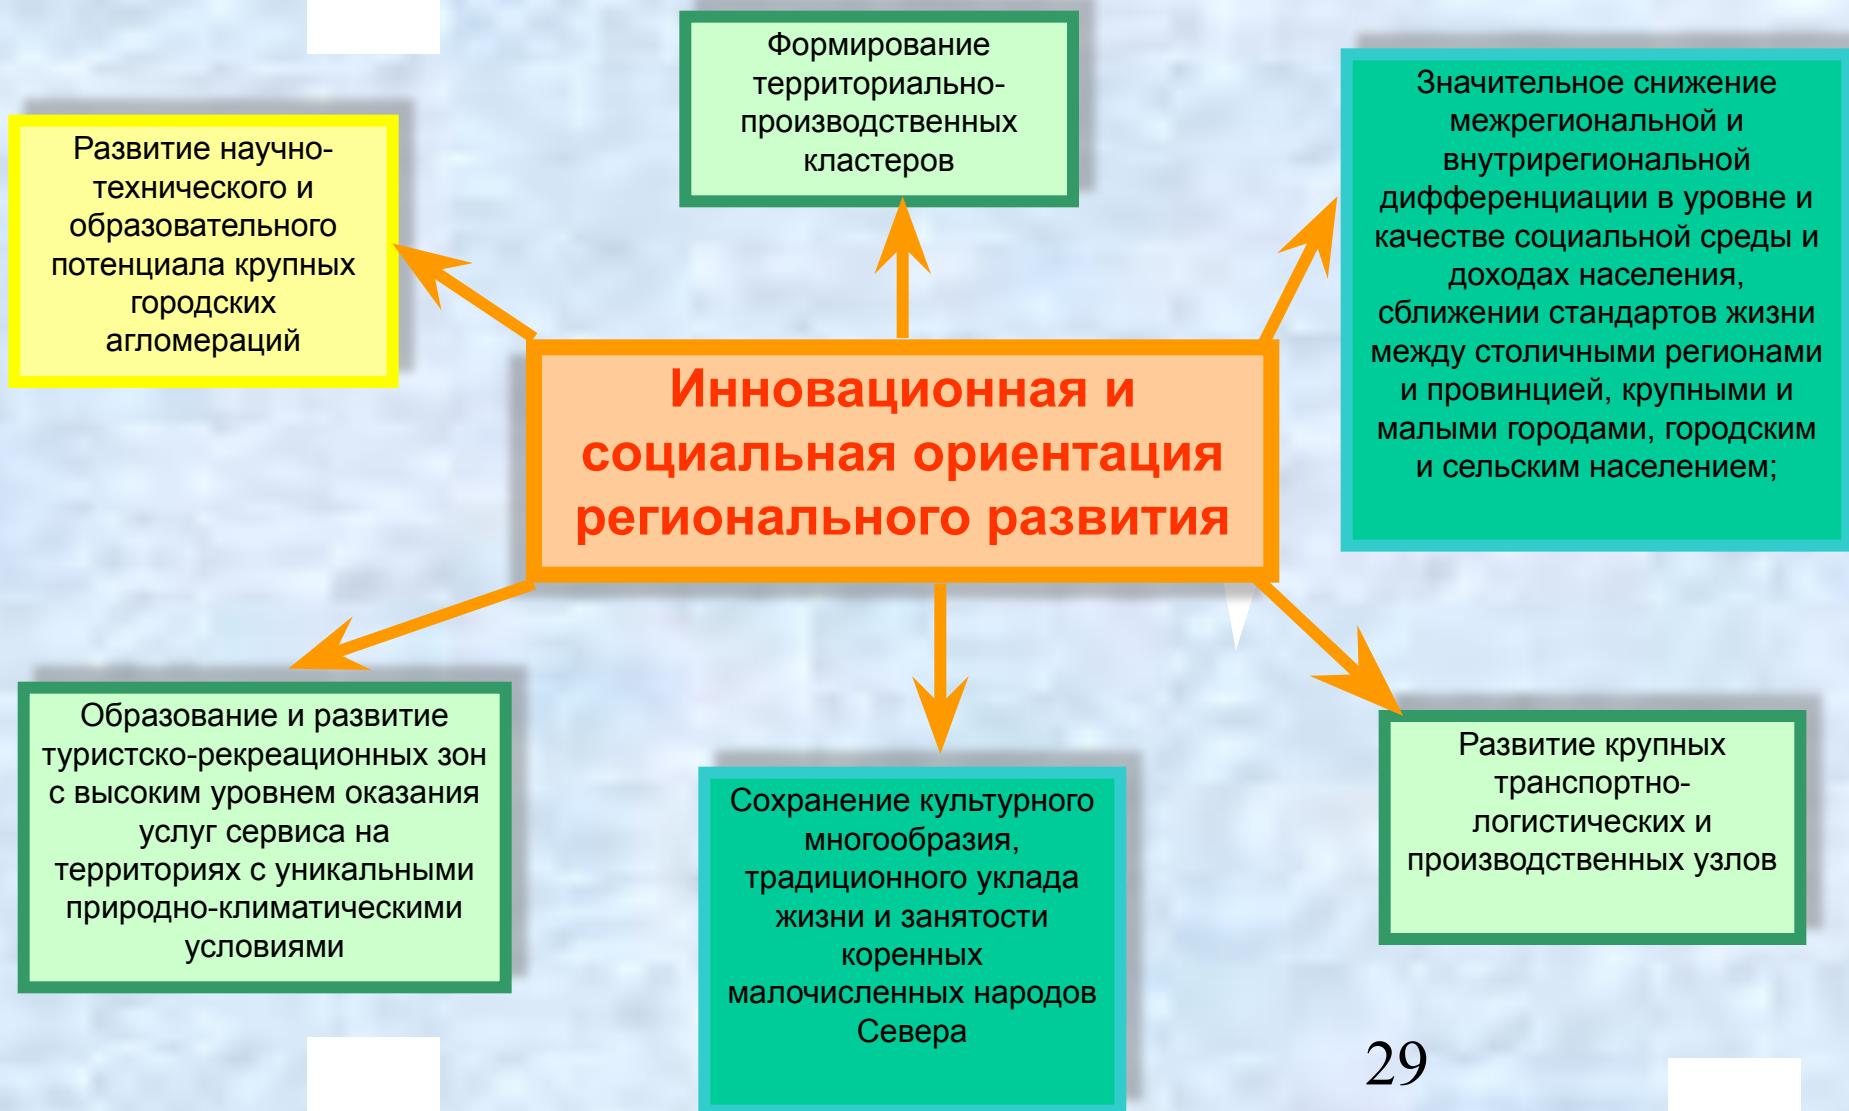 Формирование
территориально-
производственных
кластеров
Развитие научно-
технического и
образовательного
потенциала крупных
городских
агломераций
Значительное снижение
межрегиональной и
внутрирегиональной
дифференциации в уровне и
качестве социальной среды и
доходах населения,
сближении стандартов жизни
между столичными регионами
и провинцией, крупными и
малыми городами, городским
и сельским населением;
Инновационная и
социальная ориентация
регионального развития
Образование и развитие
туристско-рекреационных зон
с высоким уровнем оказания
услуг сервиса на
территориях с уникальными
природно-климатическими
условиями
Сохранение культурного
многообразия,
традиционного уклада
жизни и занятости
коренных
малочисленных народов
Севера
Развитие крупных
транспортно-
логистических и
производственных узлов
29